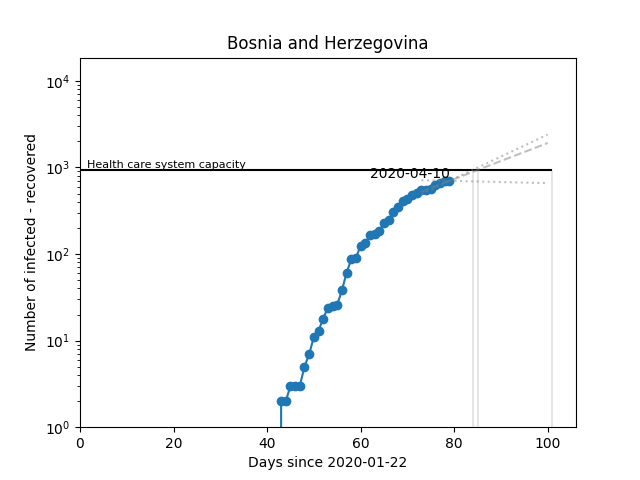 Bosnia and Herzegovina
Number of infected - recovered
10^4
10^3
10^2
10^1
10^0
Health care system capacity
2020-04-10
0 20 40 60 80 100
Days since 2020-01-22